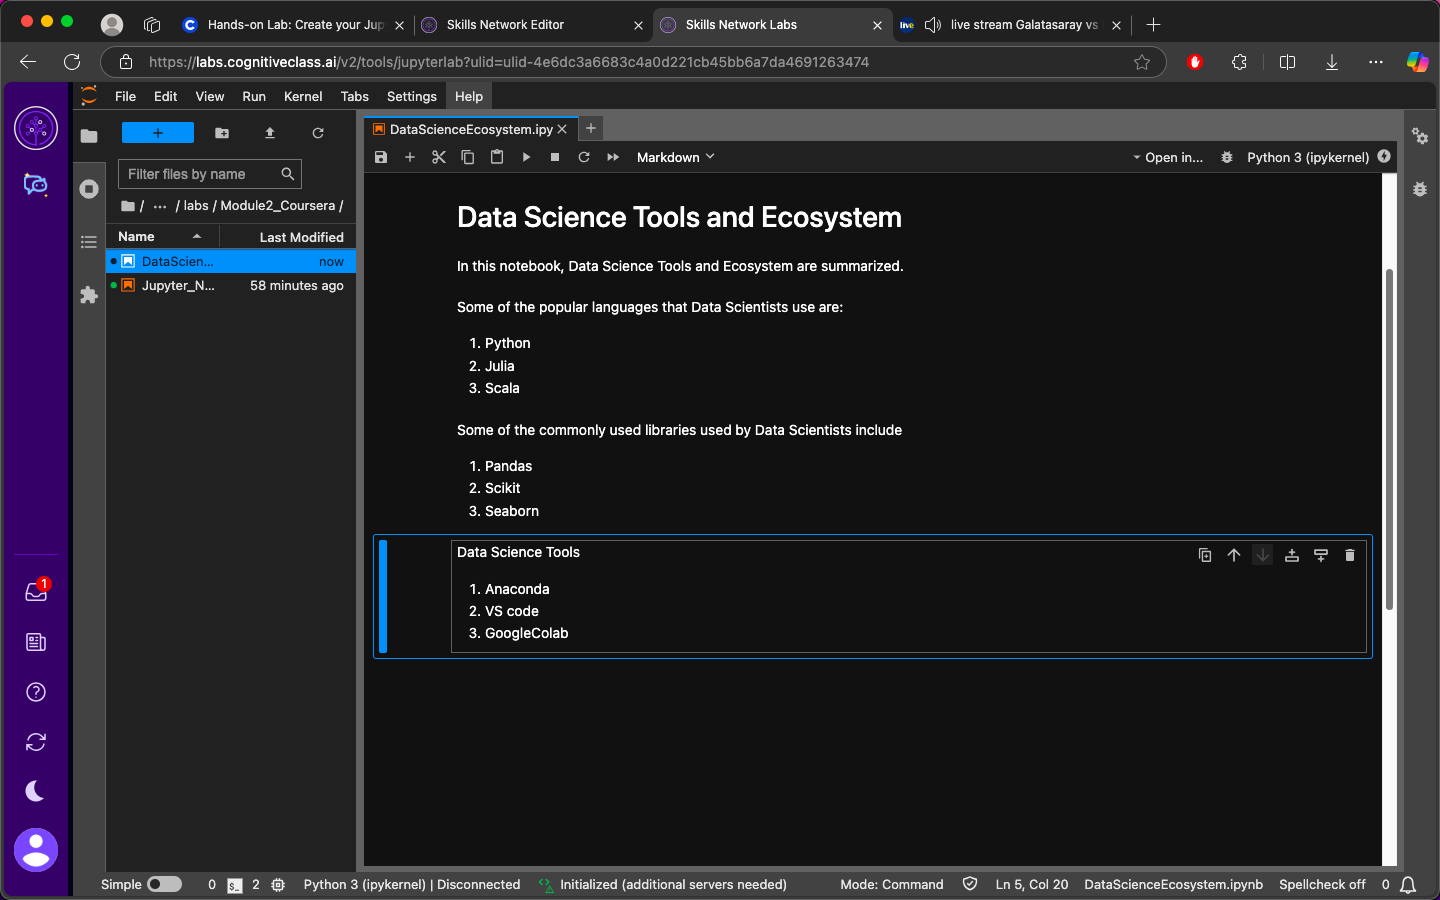 Hands-on Lab: Create your Jup
Skills Network Editor
Skills Network Labs
live
live stream Galatasaray vs
https://labs.cognitiveclass.ai/v2/tools/jupyterlab?ulid=ulid-4e6dc3a6683c4a0d221cb45bb6a7da4691263474
File Edit View Run Kernel Tabs Settings Help
DataScienceEcosystem.ipy
Filter files by name
Markdown
Open in...
Python 3 (ipykernel)
/ ... / labs / Module2_Coursera /
Name Last Modified
DataScien... now
Jupyter_N... 58 minutes ago
Data Science Tools and Ecosystem
In this notebook, Data Science Tools and Ecosystem are summarized.
Some of the popular languages that Data Scientists use are:
1. Python
2. Julia
3. Scala
Some of the commonly used libraries used by Data Scientists include
1. Pandas
2. Scikit
3. Seaborn
Data Science Tools
1. Anaconda
2. VS code
3. GoogleColab
1
Simple 0 $_ 2 Python 3 (ipykernel) | Disconnected Initialized (additional servers needed) Mode: Command Ln 5, Col 20 DataScienceEcosystem.ipynb Spellcheck off 0